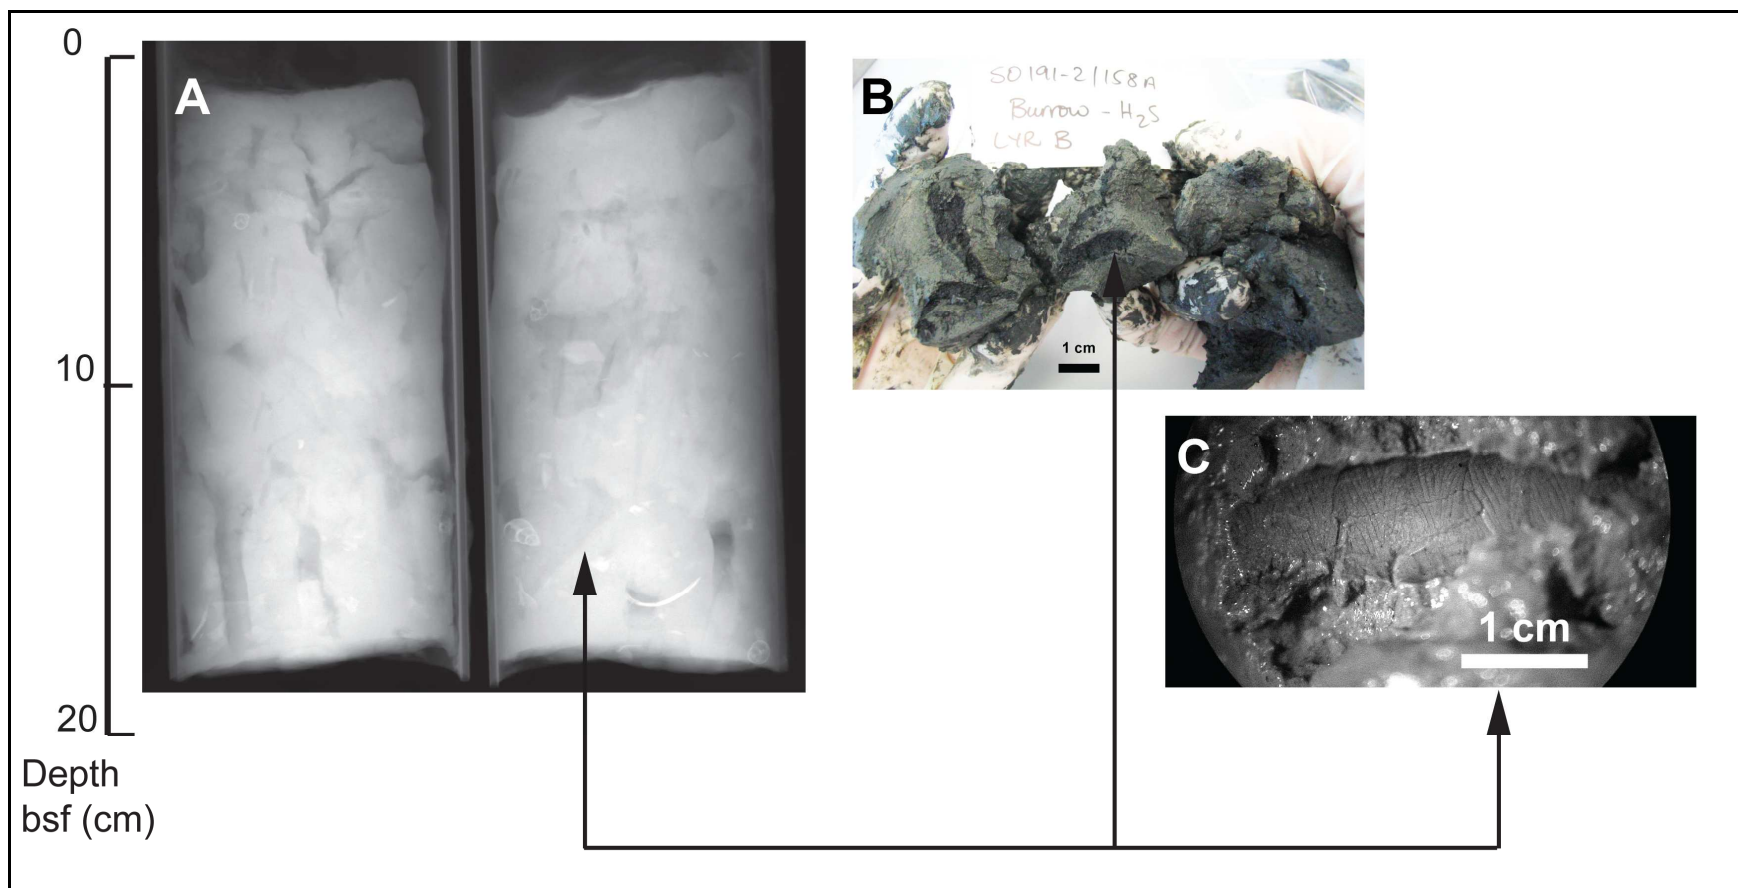 0
10
20
Depth
bsf (cm)
A
B
SO191-2/158A
Burrow - H2S
LYR B
1 cm
C
1 cm